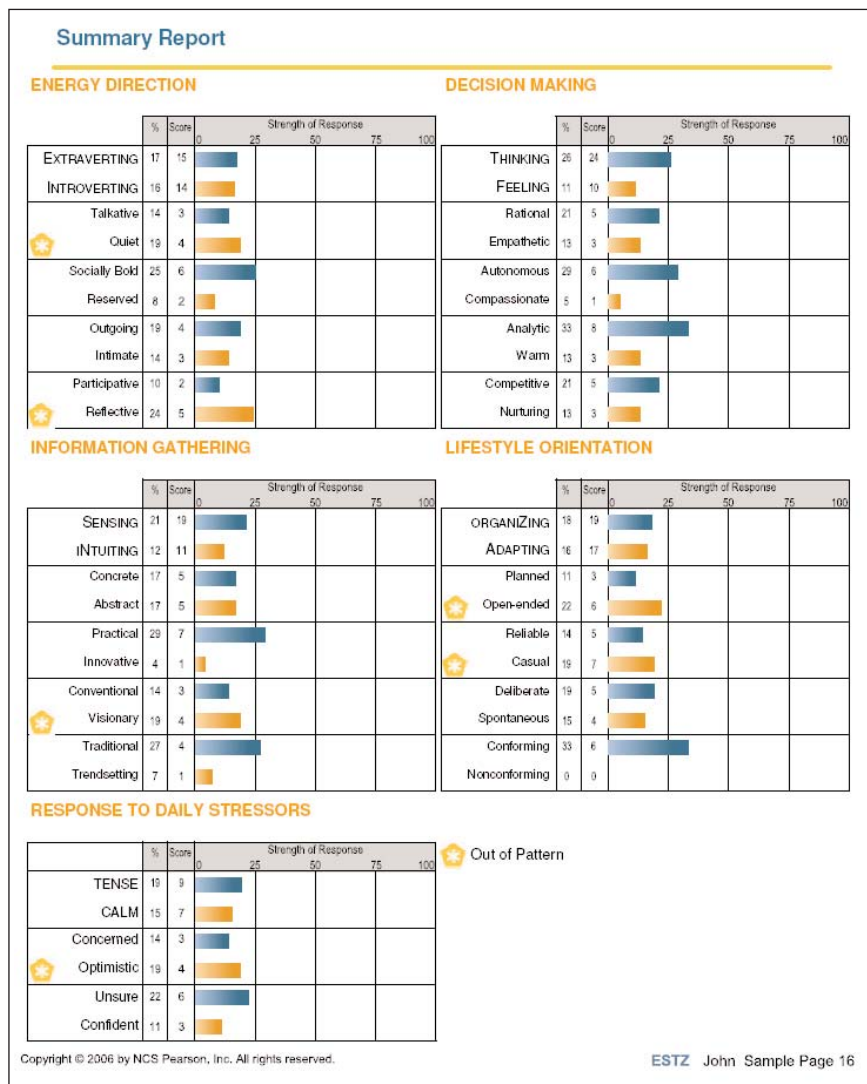 Summary Report
ENERGY DIRECTION
% Score Strength of Response
0 25 50 75 100
EXTRAVERTING 17 15
INTROVERTING 16 14
Talkative 14 3
Quiet 19 4
Socially Bold 25 6
Reserved 8 2
Outgoing 19 4
Intimate 14 3
Participative 10 2
Reflective 24 5
DECISION MAKING
% Score Strength of Response
0 25 50 75 100
THINKING 26 24
FEELING 11 10
Rational 21 5
Empathetic 13 3
Autonomous 29 6
Compassionate 5 1
Analytic 33 8
Warm 13 3
Competitive 21 5
Nurturing 13 3
INFORMATION GATHERING
% Score Strength of Response
0 25 50 75 100
SENSING 21 19
iNTUITING 12 11
Concrete 17 5
Abstract 17 5
Practical 29 7
Innovative 4 1
Conventional 14 3
Visionary 19 4
Traditional 27 4
Trendsetting 7 1
LIFESTYLE ORIENTATION
% Score Strength of Response
0 25 50 75 100
ORGANIZING 18 19
ADAPTING 16 17
Planned 11 3
Open-ended 22 6
Reliable 14 5
Casual 19 7
Deliberate 19 5
Spontaneous 15 4
Conforming 33 6
Nonconforming 0 0
RESPONSE TO DAILY STRESSORS
% Score Strength of Response
0 25 50 75 100
TENSE 19 9
CALM 15 7
Concerned 14 3
Optimistic 19 4
Unsure 22 6
Confident 11 3
Out of Pattern
Copyright © 2006 by NCS Pearson, Inc. All rights reserved.
ESTZ John Sample Page 16